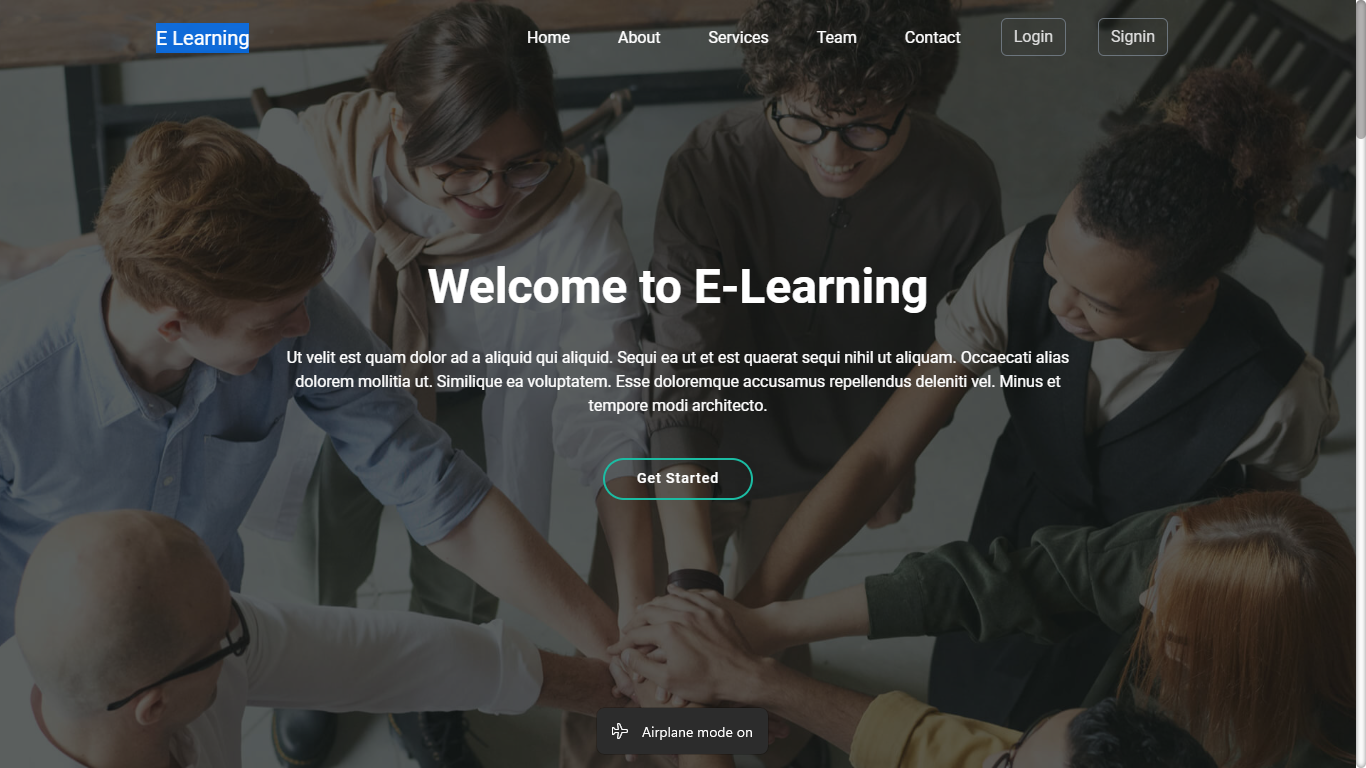 E Learning
Home About Services Team Contact Login Signin
Welcome to E-Learning
Ut velit est quam dolor ad a aliquid qui aliquid. Sequi ea ut et est quaerat sequi nihil ut aliquam. Occaecati alias
dolorem mollitia ut. Similique ea voluptatem. Esse doloremque accusamus repellendus deleniti vel. Minus et
tempore modi architecto.
Get Started
Airplane mode on